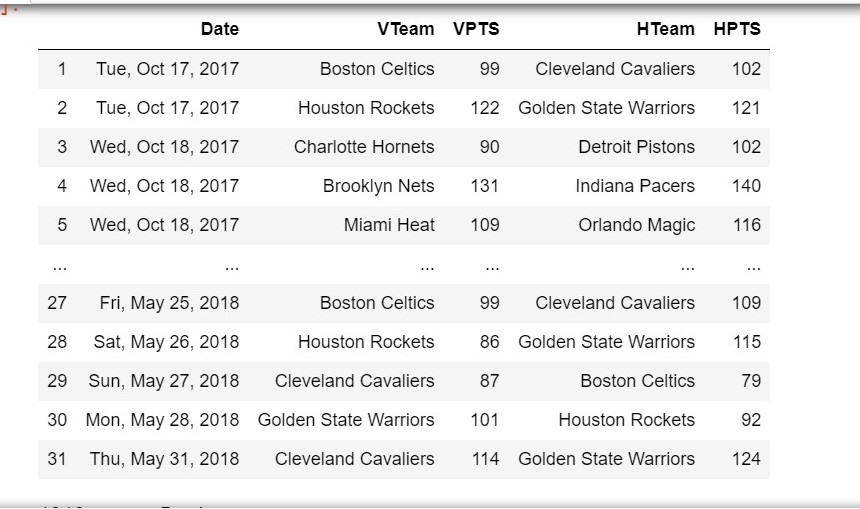 Date VTeam VPTS HTeam HPTS
1 Tue, Oct 17, 2017 Boston Celtics 99 Cleveland Cavaliers 102
2 Tue, Oct 17, 2017 Houston Rockets 122 Golden State Warriors 121
3 Wed, Oct 18, 2017 Charlotte Hornets 90 Detroit Pistons 102
4 Wed, Oct 18, 2017 Brooklyn Nets 131 Indiana Pacers 140
5 Wed, Oct 18, 2017 Miami Heat 109 Orlando Magic 116
... ... ... ... ... ...
27 Fri, May 25, 2018 Boston Celtics 99 Cleveland Cavaliers 109
28 Sat, May 26, 2018 Houston Rockets 86 Golden State Warriors 115
29 Sun, May 27, 2018 Cleveland Cavaliers 87 Boston Celtics 79
30 Mon, May 28, 2018 Golden State Warriors 101 Houston Rockets 92
31 Thu, May 31, 2018 Cleveland Cavaliers 114 Golden State Warriors 124